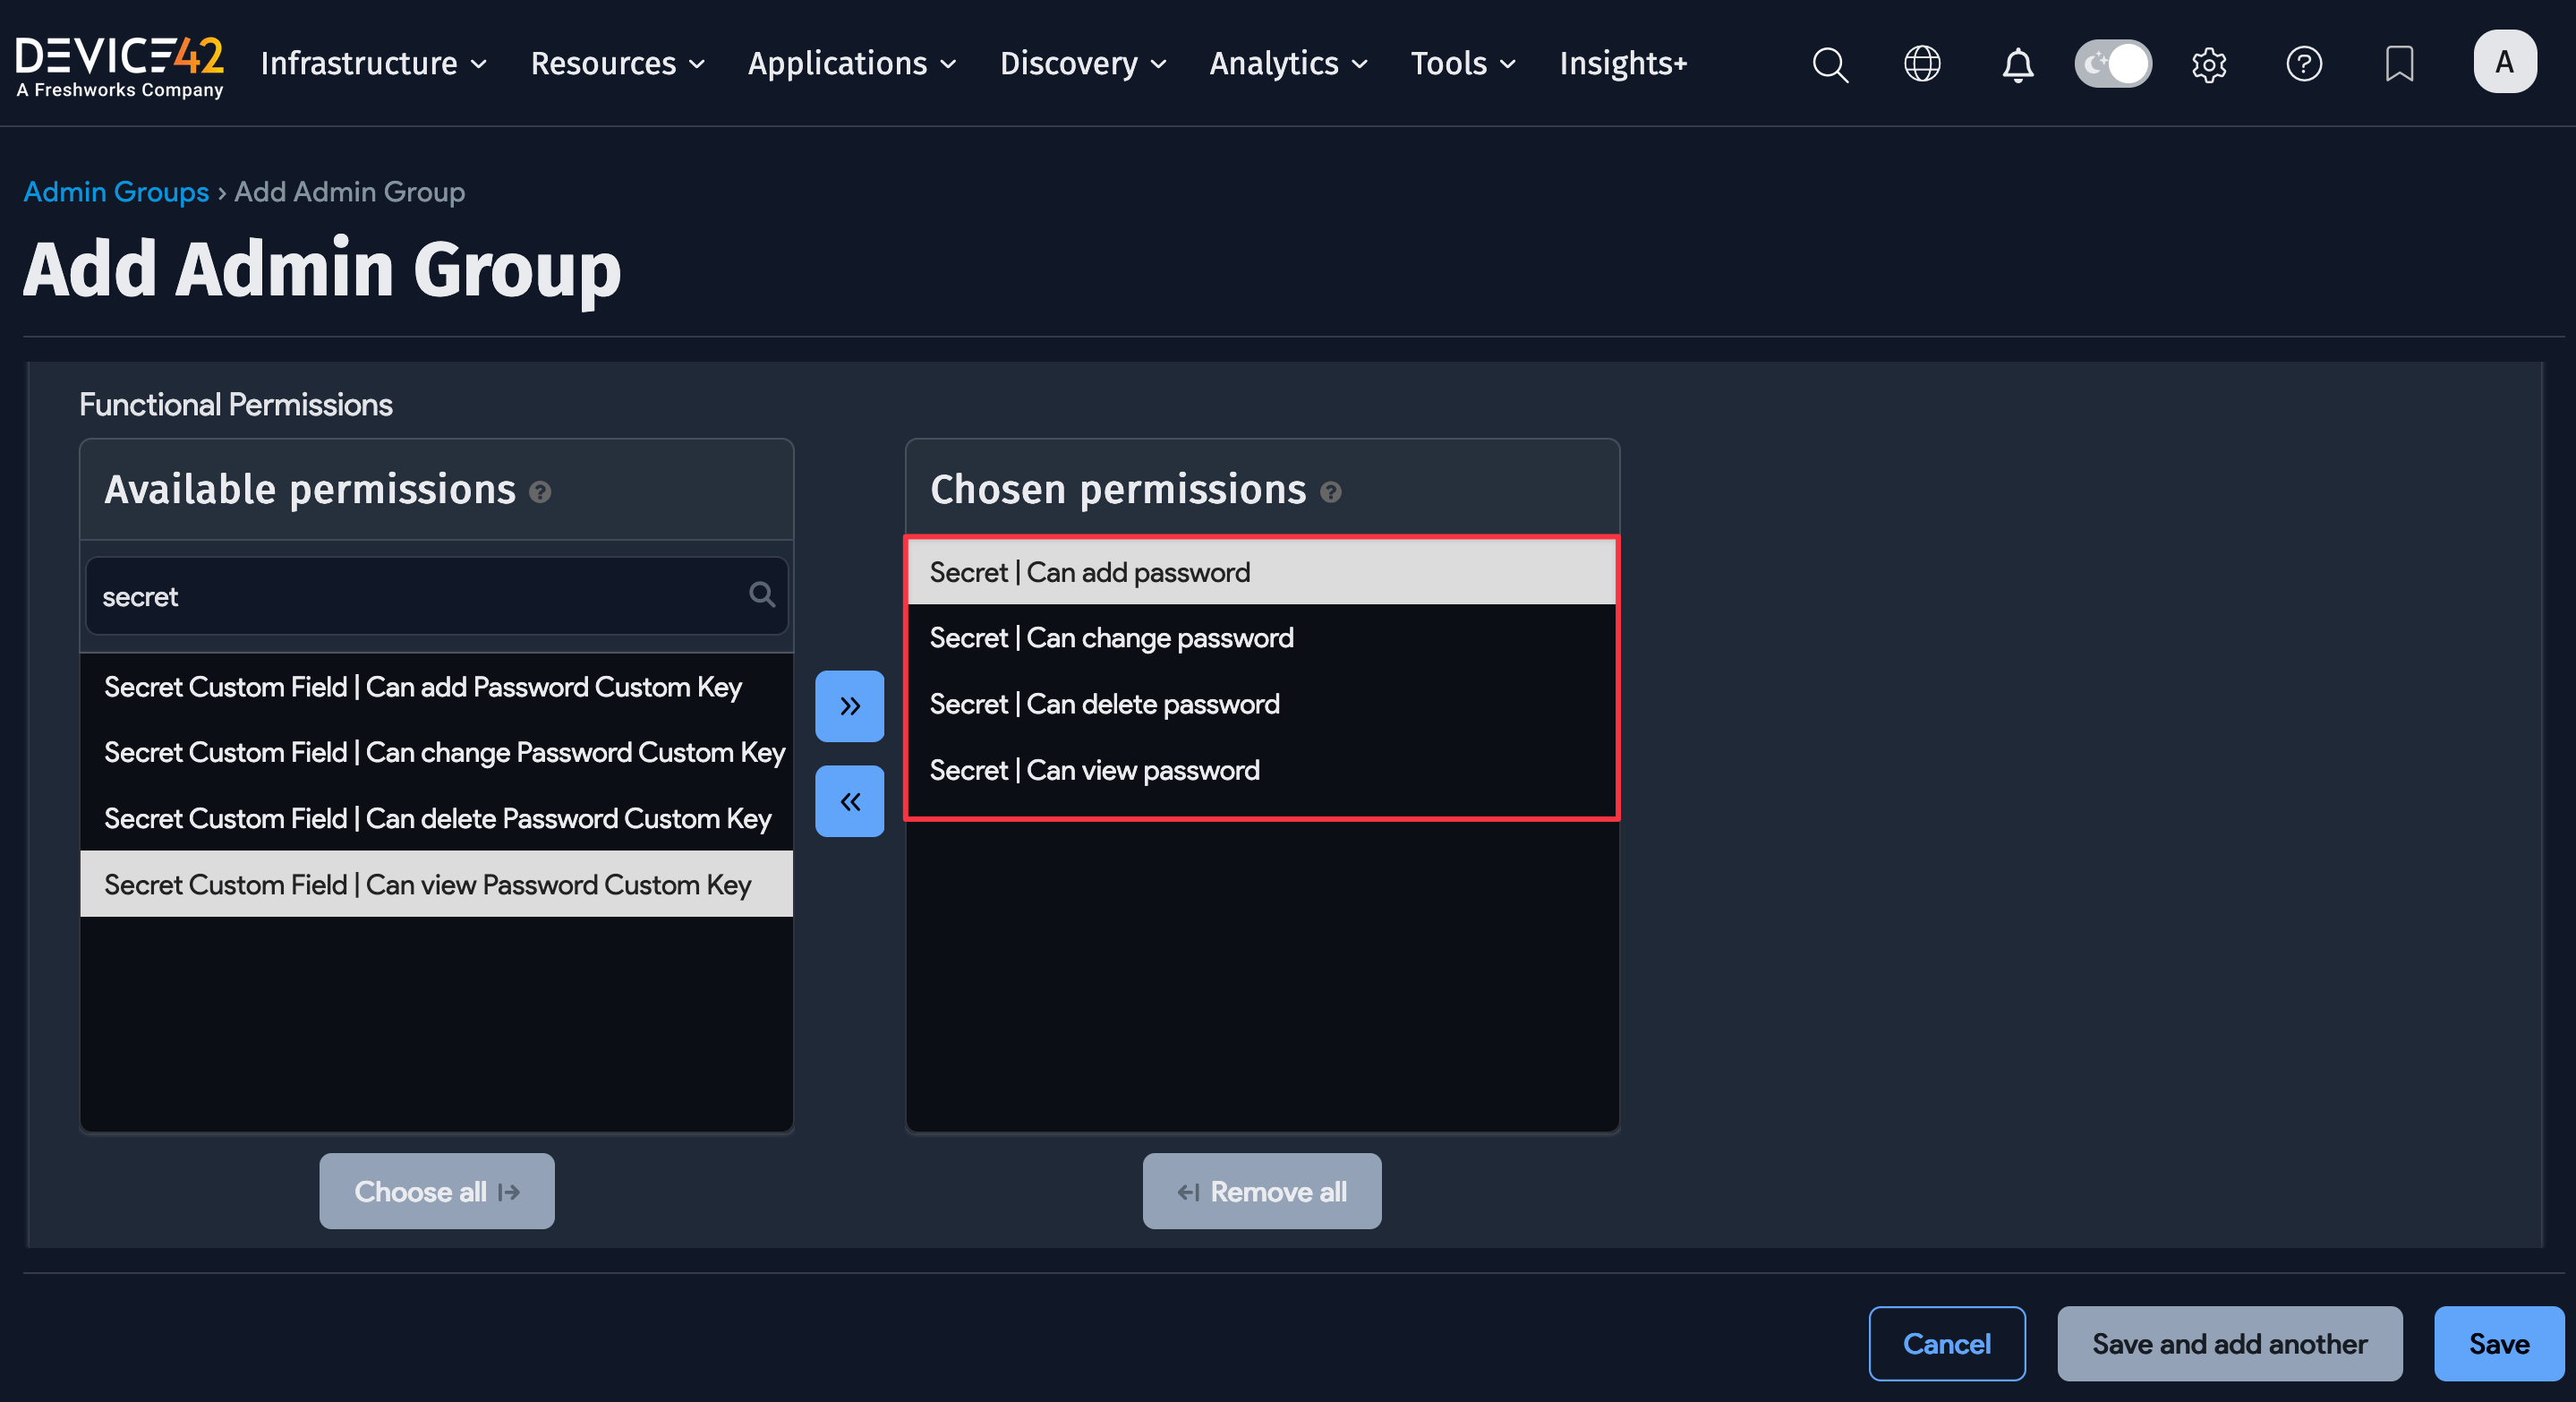 DEVICE42
A Freshworks Company
Infrastructure
Resources
Applications
Discovery
Analytics
Tools
Insights+
A
Admin Groups › Add Admin Group
Add Admin Group
Functional Permissions
Available permissions ?
secret
Secret Custom Field | Can add Password Custom Key
Secret Custom Field | Can change Password Custom Key
Secret Custom Field | Can delete Password Custom Key
Secret Custom Field | Can view Password Custom Key
Choose all
Chosen permissions ?
Secret | Can add password
Secret | Can change password
Secret | Can delete password
Secret | Can view password
Remove all
Cancel
Save and add another
Save